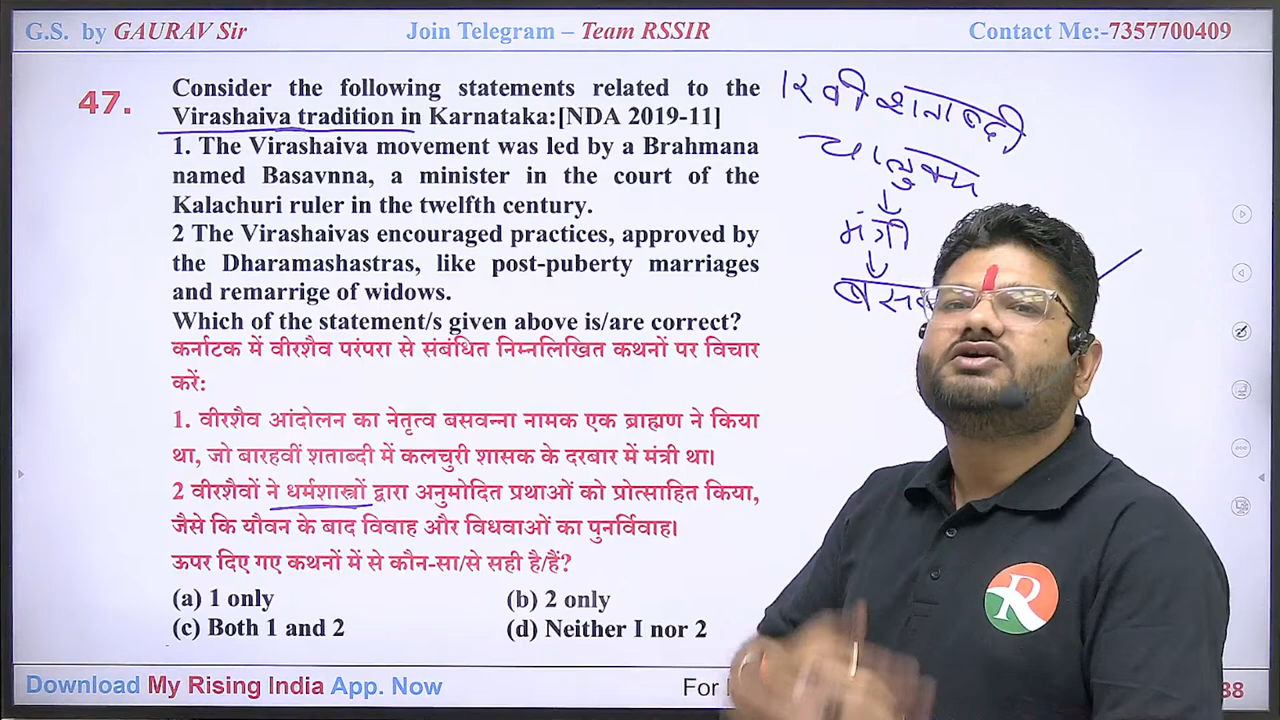 G.S. by GAURAV Sir
Join Telegram – Team RSSIR
Contact Me:-7357700409
47.
Consider the following statements related to the
Virashaiva tradition in Karnataka:[NDA 2019-11]
1. The Virashaiva movement was led by a Brahmana
named Basavnna, a minister in the court of the
Kalachuri ruler in the twelfth century.
2 The Virashaivas encouraged practices, approved by
the Dharamashastras, like post-puberty marriages
and remarrige of widows.
Which of the statement/s given above is/are correct?
कर्नाटक में वीरशैव परंपरा से संबंधित निम्नलिखित कथनों पर विचार
करें:
1. वीरशैव आंदोलन का नेतृत्व बसवन्ना नामक एक ब्राह्मण ने किया
था, जो बारहवीं शताब्दी में कलचुरी शासक के दरबार में मंत्री था।
2 वीरशैवों ने धर्मशास्त्रों द्वारा अनुमोदित प्रथाओं को प्रोत्साहित किया,
जैसे कि यौवन के बाद विवाह और विधवाओं का पुनर्विवाह।
ऊपर दिए गए कथनों में से कौन-सा/से सही है/हैं?
(a) 1 only
(b) 2 only
(c) Both 1 and 2
(d) Neither I nor 2
12 वी शताब्दी
चालुक्य
मंत्री
Download My Rising India App. Now
For
88
R